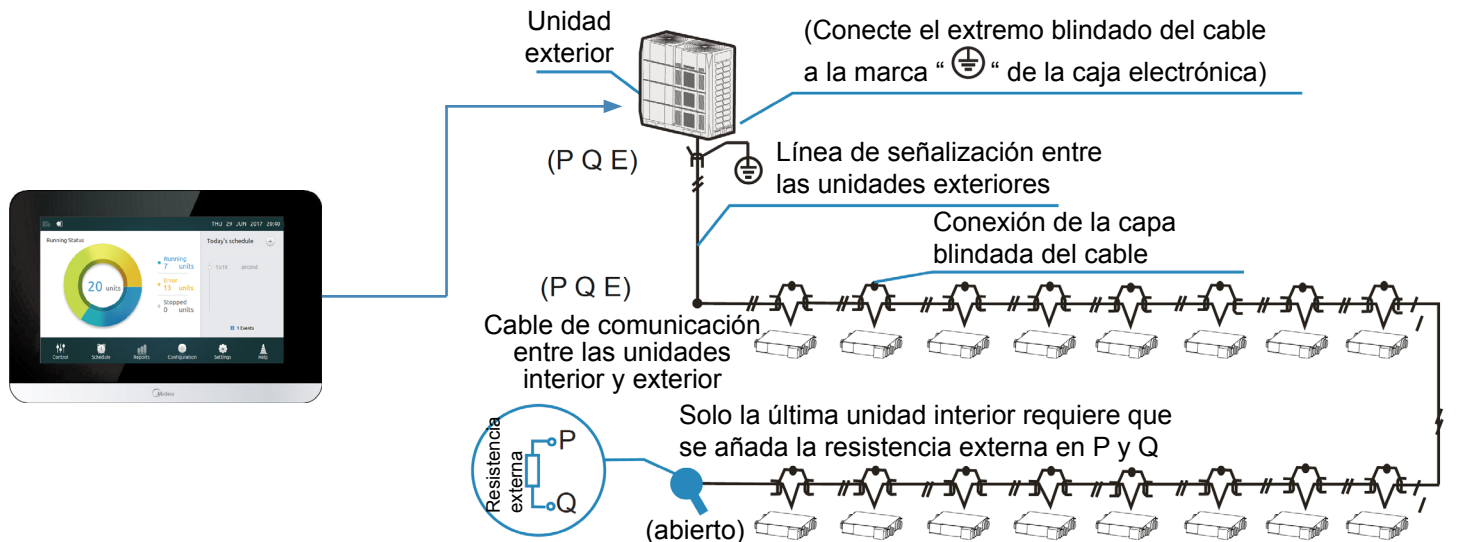 Unidad
exterior
(Conecte el extremo blindado del cable
a la marca “ ⏚ “ de la caja electrónica)
(P Q E)
Línea de señalización entre
las unidades exteriores
Conexión de la capa
blindada del cable
(P Q E)
Cable de comunicación
entre las unidades
interior y exterior
Solo la última unidad interior requiere que
se añada la resistencia externa en P y Q
Resistencia
externa
P
Q
(abierto)
THU 29 JUN 2017 20:40
Running Status
Today's schedule
20 units
Running
7 units
Error
13 units
Stopped
0 units
1 Events
Control
Schedule
Reports
Configuration
Settings
Help
Midea